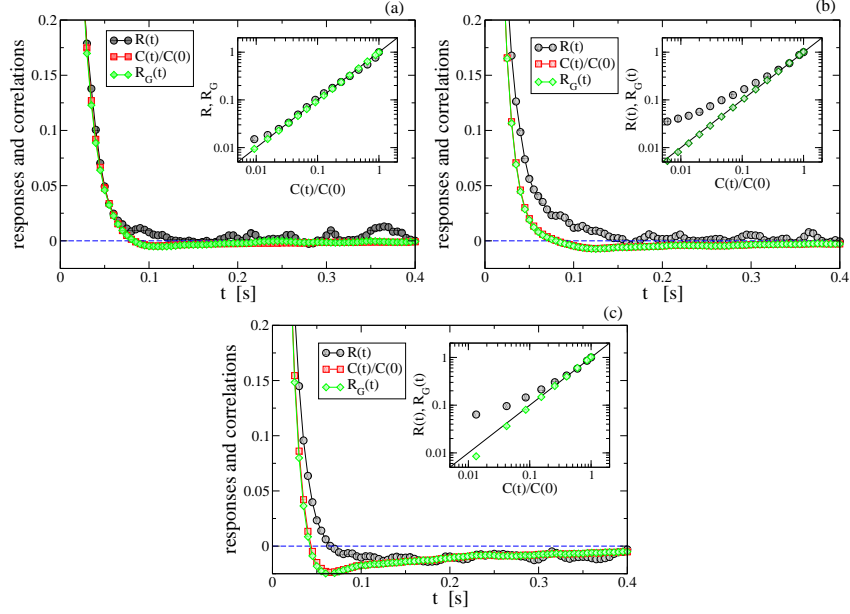 (a)
responses and correlations
0.2
0.15
0.1
0.05
0
0
0.1
0.2
0.3
0.4
t [s]
R(t)
C(t)/C(0)
R_G(t)
R, R_G
1
0.1
0.01
0.01
0.1
1
C(t)/C(0)
(b)
responses and correlations
0.2
0.15
0.1
0.05
0
0
0.1
0.2
0.3
0.4
t [s]
R(t)
C(t)/C(0)
R_G(t)
R(t), R_G(t)
1
0.1
0.01
0.01
0.1
1
C(t)/C(0)
(c)
responses and correlations
0.2
0.15
0.1
0.05
0
0
0.1
0.2
0.3
0.4
t [s]
R(t)
C(t)/C(0)
R_G(t)
R(t), R_G(t)
1
0.1
0.01
0.01
0.1
1
C(t)/C(0)